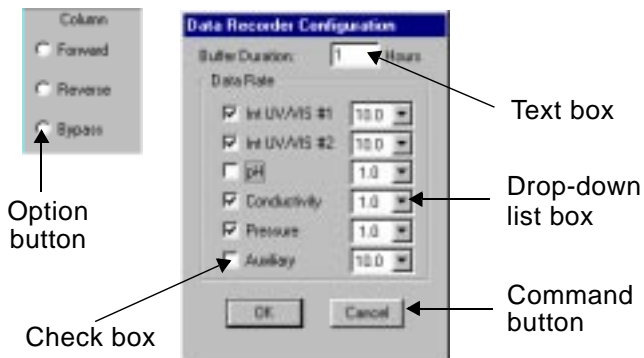 Column
Forward
Reverse
Bypass
Option
button
Data Recorder Configuration
Buffer Duration: 1 Hours
Data Rate
Int UV/VIS #1 10.0
Int UV/VIS #2 10.0
pH 1.0
Conductivity 1.0
Pressure 1.0
Auxiliary 10.0
OK Cancel
Text box
Drop-down
list box
Command
button
Check box